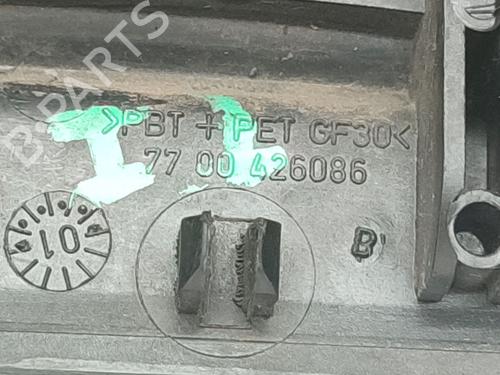 B-PARTS
>PBT + PET GF30<
77 00 426086
B
01